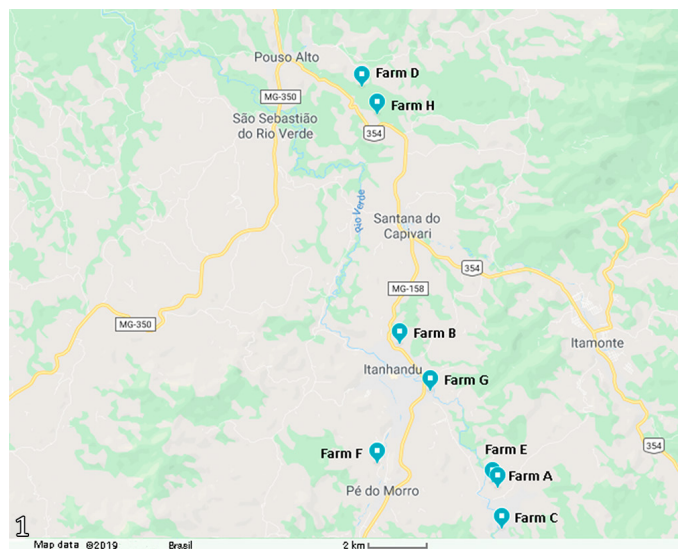 Pouso Alto
Farm D
MG-350
Farm H
São Sebastião
do Rio Verde
354
Rio Verde
Santana do
Capivari
354
MG-158
MG-350
Farm B
Itamonte
Itanhandu
Farm G
354
Farm E
Farm F
Farm A
Pé do Morro
Farm C
1
Map data ©2019
Brasil
2 km